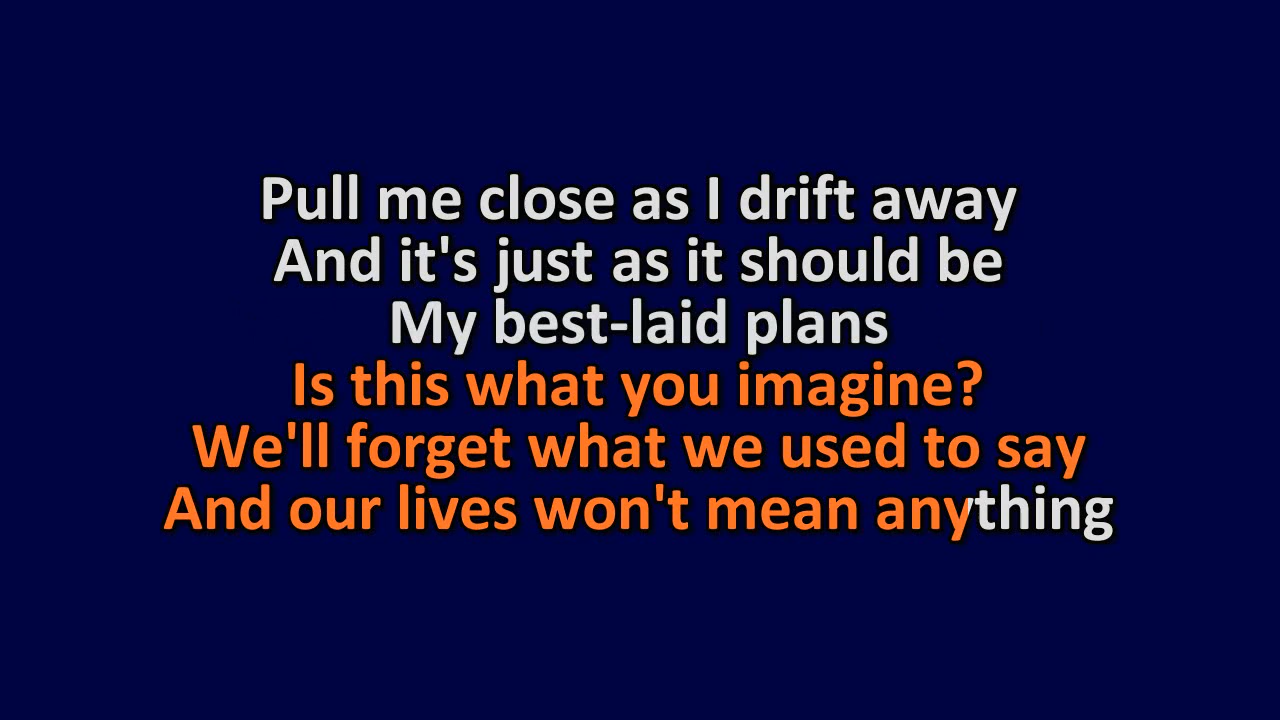 Pull me close as I drift away
And it's just as it should be
My best-laid plans
Is this what you imagine?
We'll forget what we used to say
And our lives won't mean anything